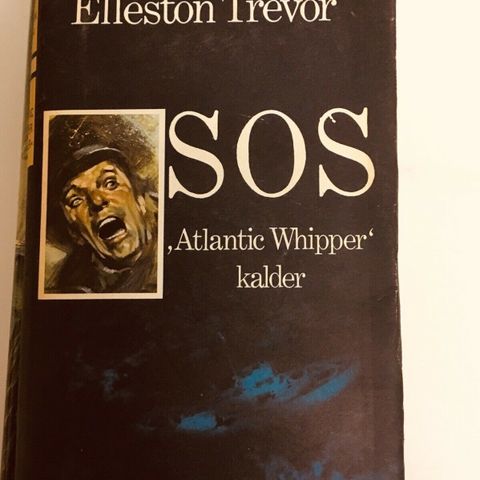 Elleston Trevor
SOS
‚Atlantic Whipper‘
kalder